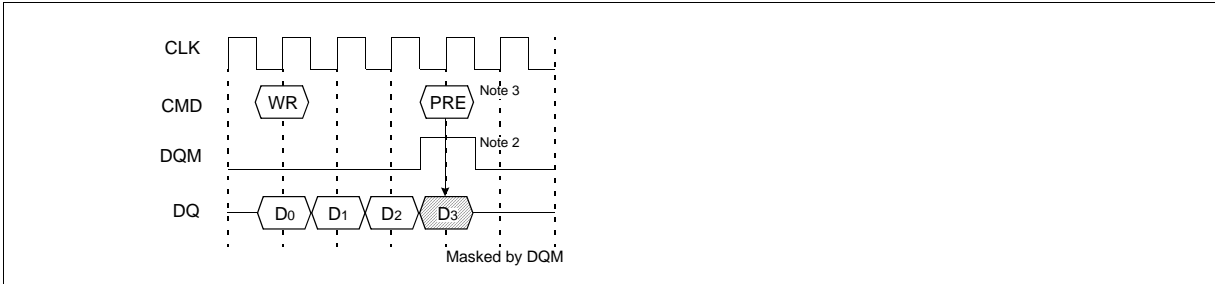 CLK
CMD WR PRE Note 3
DQM Note 2
DQ D0 D1 D2 D3
Masked by DQM